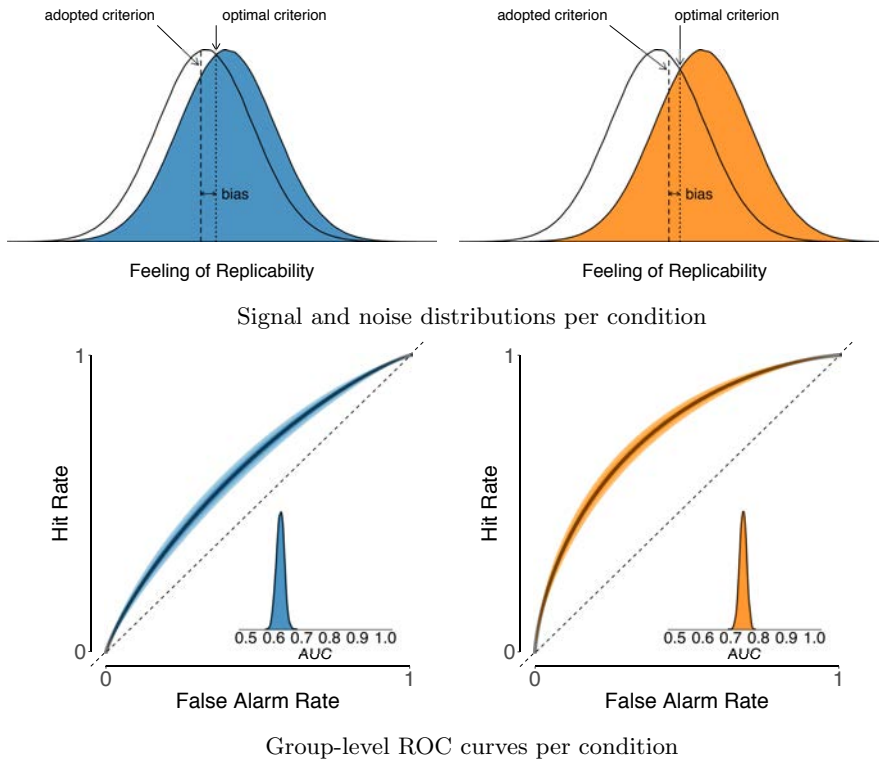 adopted criterion optimal criterion adopted criterion optimal criterion
bias bias
Feeling of Replicability Feeling of Replicability
Signal and noise distributions per condition
1 1
Hit Rate Hit Rate
0.5 0.6 0.7 0.8 0.9 1.0 0.5 0.6 0.7 0.8 0.9 1.0
0 AUC 0 AUC
0 1 0 1
False Alarm Rate False Alarm Rate
Group-level ROC curves per condition